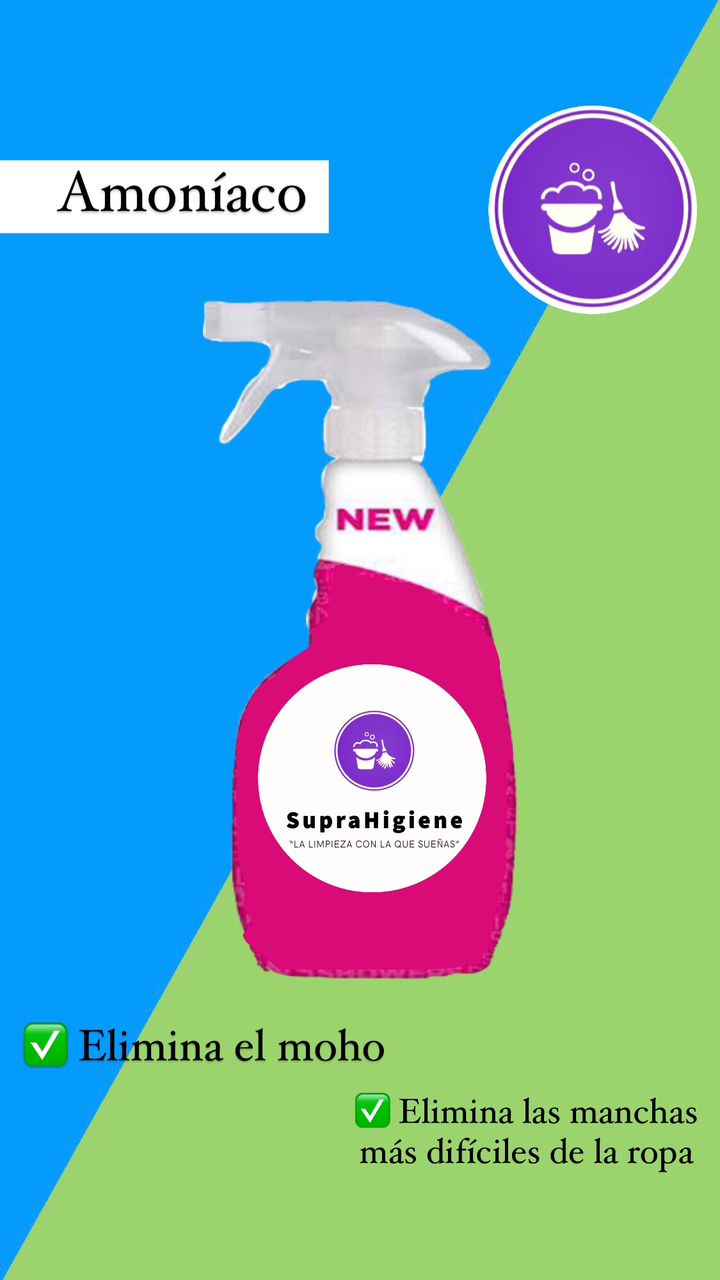 Amoníaco
NEW
SupraHigiene
"LA LIMPIEZA CON LA QUE SUEÑAS"
✅ Elimina el moho
✅ Elimina las manchas
más difíciles de la ropa